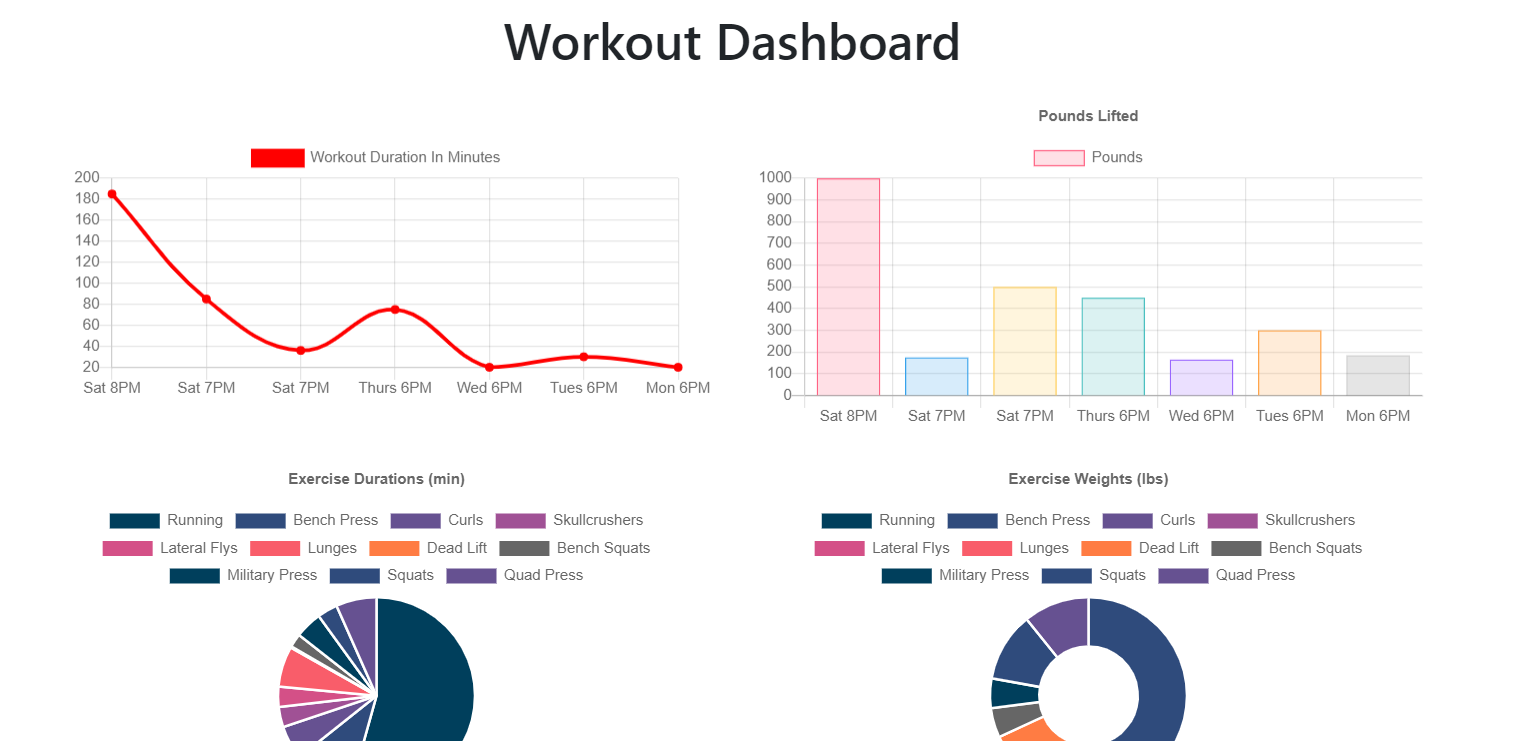 Workout Dashboard
Workout Duration In Minutes
200
180
160
140
120
100
80
60
40
20
Sat 8PM Sat 7PM Sat 7PM Thurs 6PM Wed 6PM Tues 6PM Mon 6PM
Pounds Lifted
Pounds
1000
900
800
700
600
500
400
300
200
100
0
Sat 8PM Sat 7PM Sat 7PM Thurs 6PM Wed 6PM Tues 6PM Mon 6PM
Exercise Durations (min)
Running Bench Press Curls Skullcrushers
Lateral Flys Lunges Dead Lift Bench Squats
Military Press Squats Quad Press
Exercise Weights (lbs)
Running Bench Press Curls Skullcrushers
Lateral Flys Lunges Dead Lift Bench Squats
Military Press Squats Quad Press